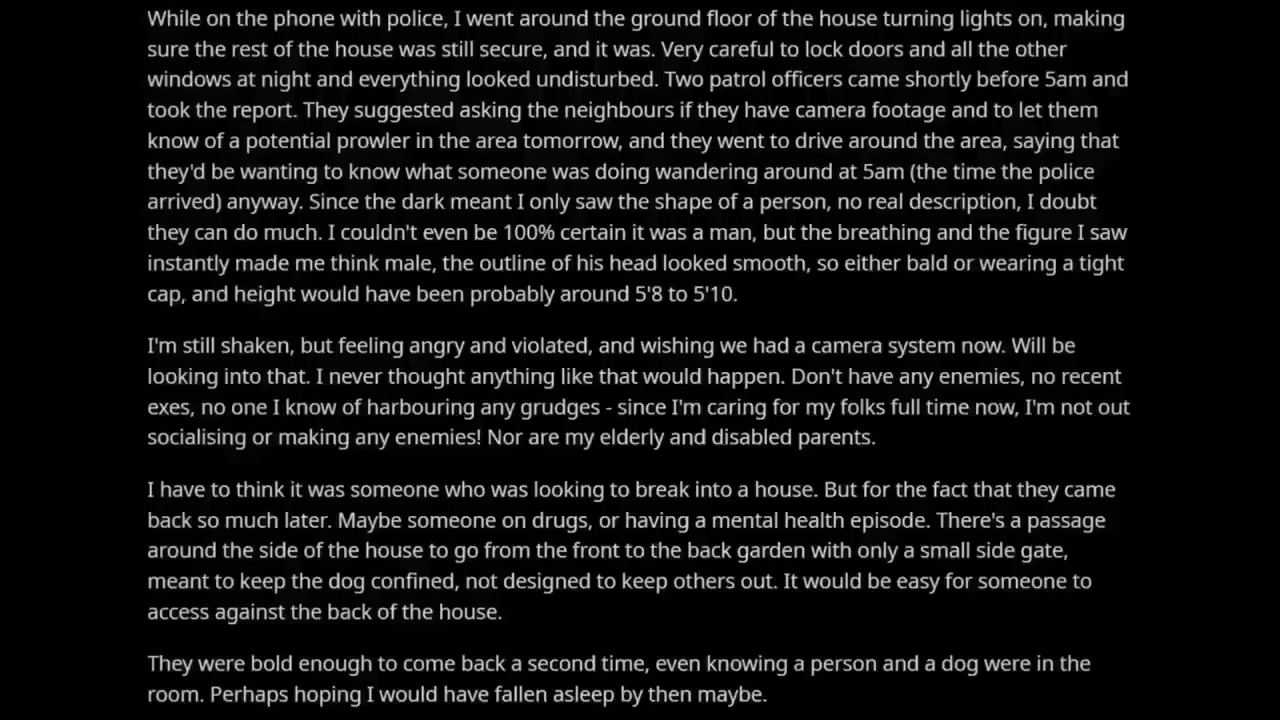 While on the phone with police, I went around the ground floor of the house turning lights on, making
sure the rest of the house was still secure, and it was. Very careful to lock doors and all the other
windows at night and everything looked undisturbed. Two patrol officers came shortly before 5am and
took the report. They suggested asking the neighbours if they have camera footage and to let them
know of a potential prowler in the area tomorrow, and they went to drive around the area, saying that
they'd be wanting to know what someone was doing wandering around at 5am (the time the police
arrived) anyway. Since the dark meant I only saw the shape of a person, no real description, I doubt
they can do much. I couldn't even be 100% certain it was a man, but the breathing and the figure I saw
instantly made me think male, the outline of his head looked smooth, so either bald or wearing a tight
cap, and height would have been probably around 5'8 to 5'10.
I'm still shaken, but feeling angry and violated, and wishing we had a camera system now. Will be
looking into that. I never thought anything like that would happen. Don't have any enemies, no recent
exes, no one I know of harbouring any grudges - since I'm caring for my folks full time now, I'm not out
socialising or making any enemies! Nor are my elderly and disabled parents.
I have to think it was someone who was looking to break into a house. But for the fact that they came
back so much later. Maybe someone on drugs, or having a mental health episode. There's a passage
around the side of the house to go from the front to the back garden with only a small side gate,
meant to keep the dog confined, not designed to keep others out. It would be easy for someone to
access against the back of the house.
They were bold enough to come back a second time, even knowing a person and a dog were in the
room. Perhaps hoping I would have fallen asleep by then maybe.